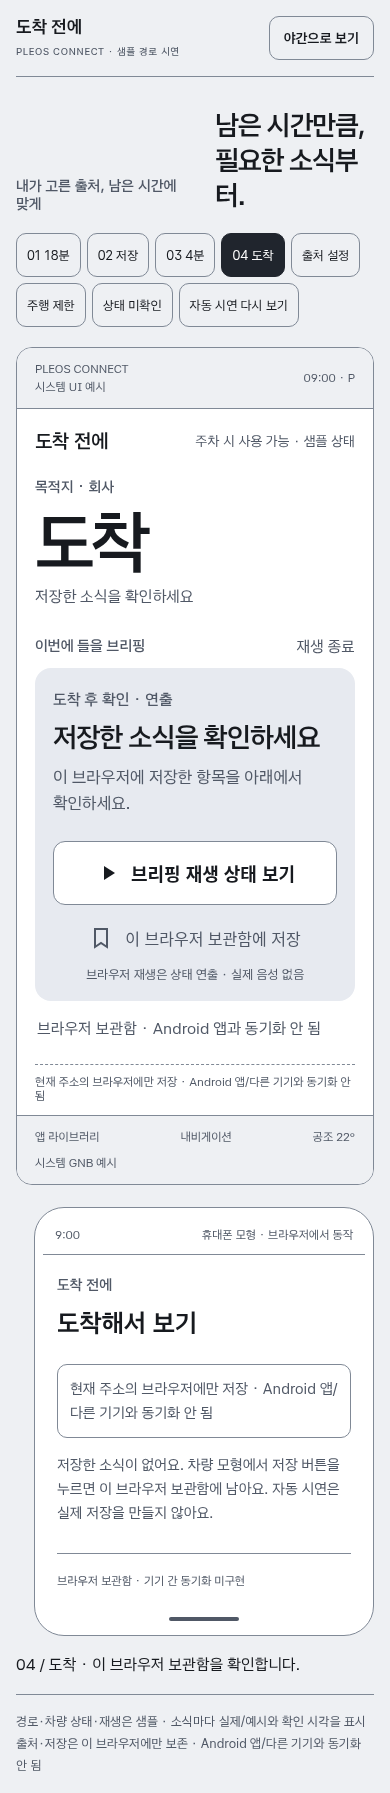 도착 전에
PLEOS CONNECT · 샘플 경로 시연
야간으로 보기
내가 고른 출처, 남은 시간에
맞게
남은 시간만큼,
필요한 소식부
터.
01 18분
02 저장
03 4분
04 도착
출처 설정
주행 제한
상태 미확인
자동 시연 다시 보기
PLEOS CONNECT
시스템 UI 예시
09:00 · P
도착 전에
주차 시 사용 가능 · 샘플 상태
목적지 · 회사
도착
저장한 소식을 확인하세요
이번에 들을 브리핑
재생 종료
도착 후 확인 · 연출
저장한 소식을 확인하세요
이 브라우저에 저장한 항목을 아래에서
확인하세요.
브리핑 재생 상태 보기
이 브라우저 보관함에 저장
브라우저 재생은 상태 연출 · 실제 음성 없음
브라우저 보관함 · Android 앱과 동기화 안 됨
현재 주소의 브라우저에만 저장 · Android 앱/다른 기기와 동기화 안
됨
앱 라이브러리
내비게이션
공조 22°
시스템 GNB 예시
9:00
휴대폰 모형 · 브라우저에서 동작
도착 전에
도착해서 보기
현재 주소의 브라우저에만 저장 · Android 앱/
다른 기기와 동기화 안 됨
저장한 소식이 없어요. 차량 모형에서 저장 버튼을
누르면 이 브라우저 보관함에 남아요. 자동 시연은
실제 저장을 만들지 않아요.
브라우저 보관함 · 기기 간 동기화 미구현
04 / 도착 · 이 브라우저 보관함을 확인합니다.
경로·차량 상태·재생은 샘플 · 소식마다 실제/예시와 확인 시각을 표시
출처·저장은 이 브라우저에만 보존 · Android 앱/다른 기기와 동기화
안 됨